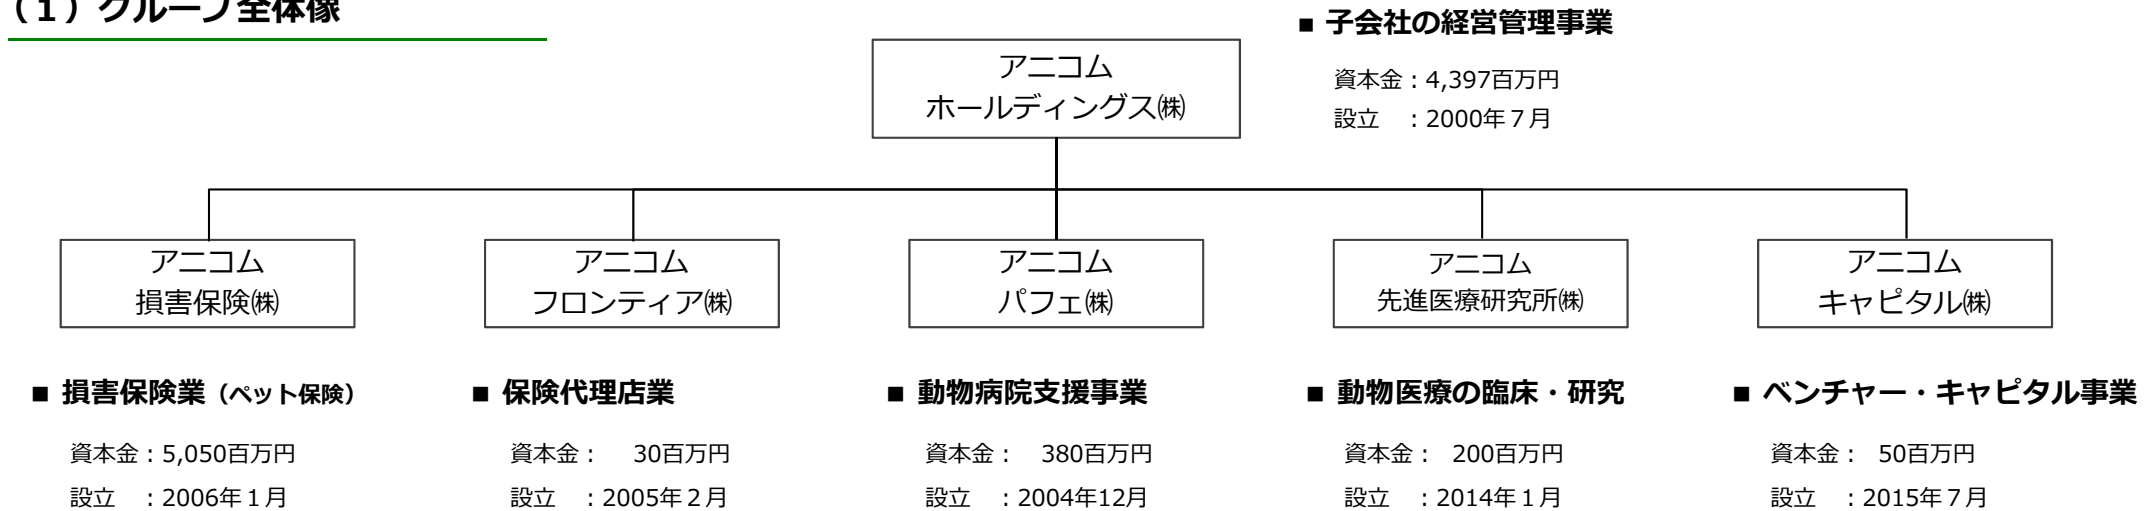 （１）グループ全体像
■ 子会社の経営管理事業
アニコム
ホールディングス㈱
資本金：4,397百万円
設立　：2000年７月
アニコム
損害保険㈱
アニコム
フロンティア㈱
アニコム
パフェ㈱
アニコム
先進医療研究所㈱
アニコム
キャピタル㈱
■ 損害保険業（ペット保険）
資本金：5,050百万円
設立　：2006年１月
■ 保険代理店業
資本金：　30百万円
設立　：2005年２月
■ 動物病院支援事業
資本金：　380百万円
設立　：2004年12月
■ 動物医療の臨床・研究
資本金：　200百万円
設立　：2014年１月
■ ベンチャー・キャピタル事業
資本金：　50百万円
設立　：2015年７月